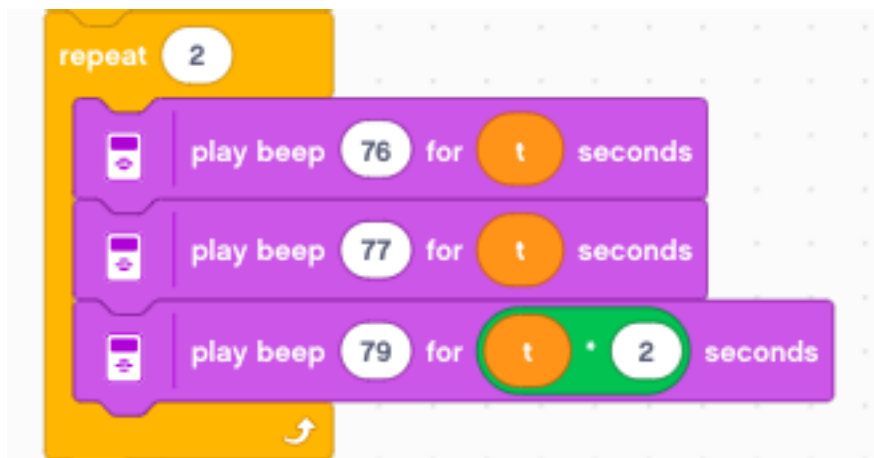 repeat 2
play beep 76 for t seconds
play beep 77 for t seconds
play beep 79 for t * 2 seconds